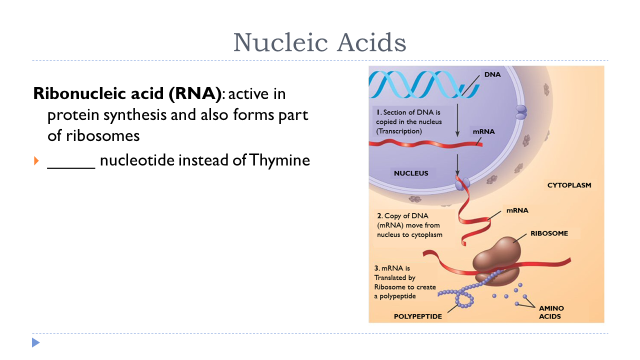 Nucleic Acids
Ribonucleic acid (RNA): active in
protein synthesis and also forms part
of ribosomes
______ nucleotide instead of Thymine
DNA
1. Section of DNA is
copied in the nucleus
(Transcription)
mRNA
NUCLEUS
CYTOPLASM
2. Copy of DNA
(mRNA) move from
nucleus to cytoplasm
mRNA
RIBOSOME
3. mRNA is
Translated by
Ribosome to create
a polypeptide
POLYPEPTIDE
AMINO
ACIDS